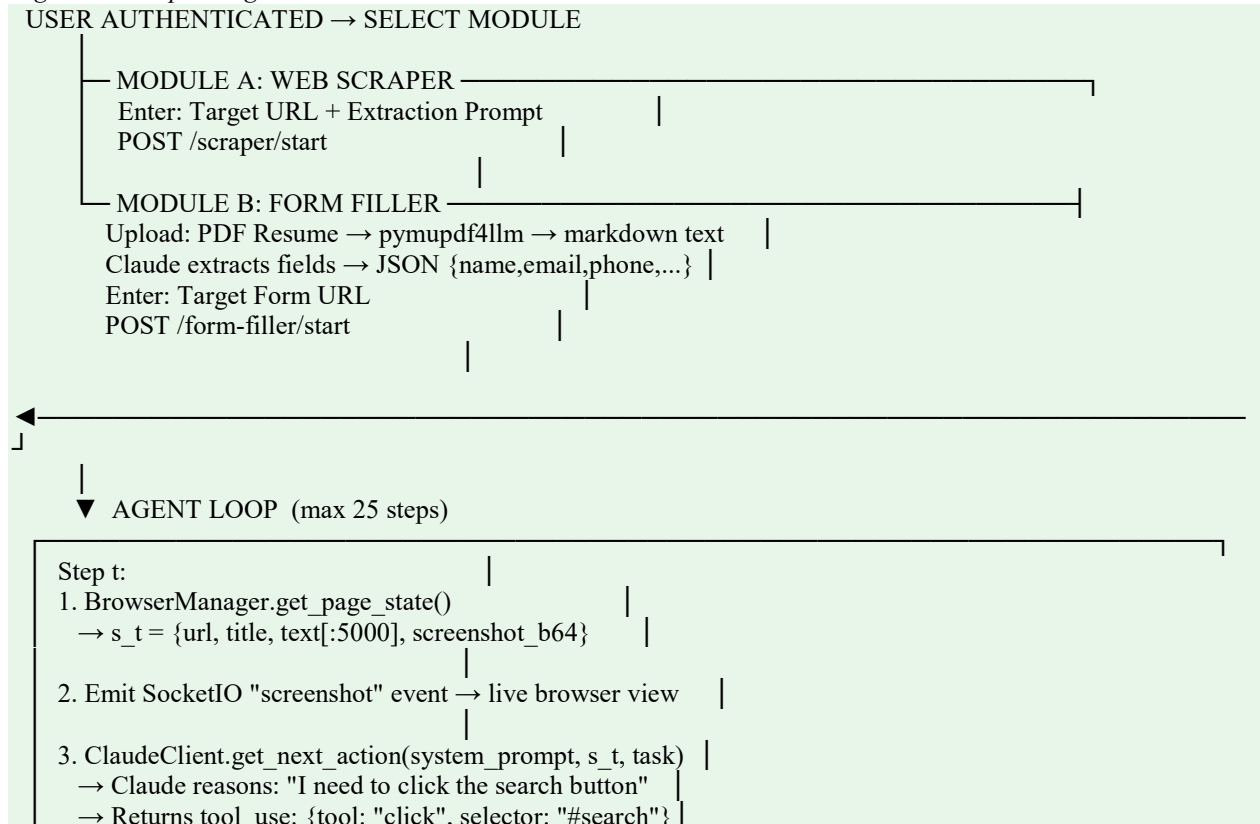 USER AUTHENTICATED → SELECT MODULE
MODULE A: WEB SCRAPER
Enter: Target URL + Extraction Prompt
POST /scraper/start
MODULE B: FORM FILLER
Upload: PDF Resume → pymupdf4llm → markdown text
Claude extracts fields → JSON {name,email,phone,...}
Enter: Target Form URL
POST /form-filler/start
▼ AGENT LOOP (max 25 steps)
Step t:
1. BrowserManager.get_page_state()
→ s_t = {url, title, text[:5000], screenshot_b64}
2. Emit SocketIO "screenshot" event → live browser view
3. ClaudeClient.get_next_action(system_prompt, s_t, task)
→ Claude reasons: "I need to click the search button"
→ Returns tool_use: {tool: "click", selector: "#search"}